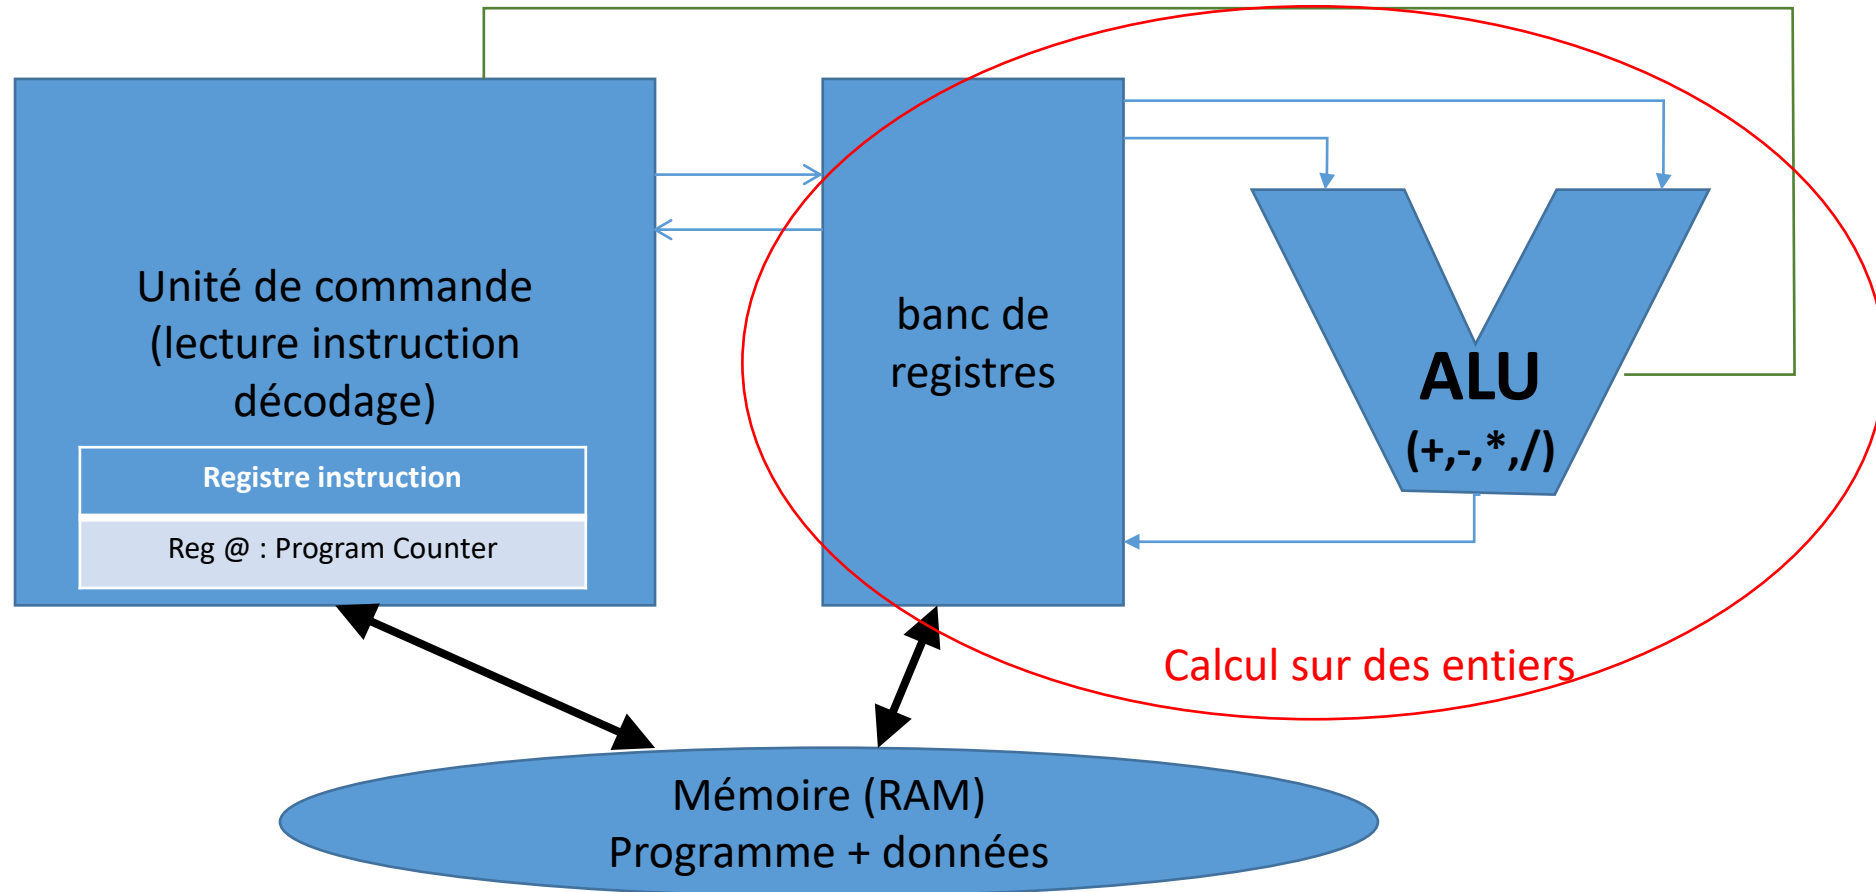 Unité de commande
(lecture instruction
décodage)
Registre instruction
Reg @ : Program Counter
banc de
registres
ALU
(+,-,*,/)
Calcul sur des entiers
Mémoire (RAM)
Programme + données